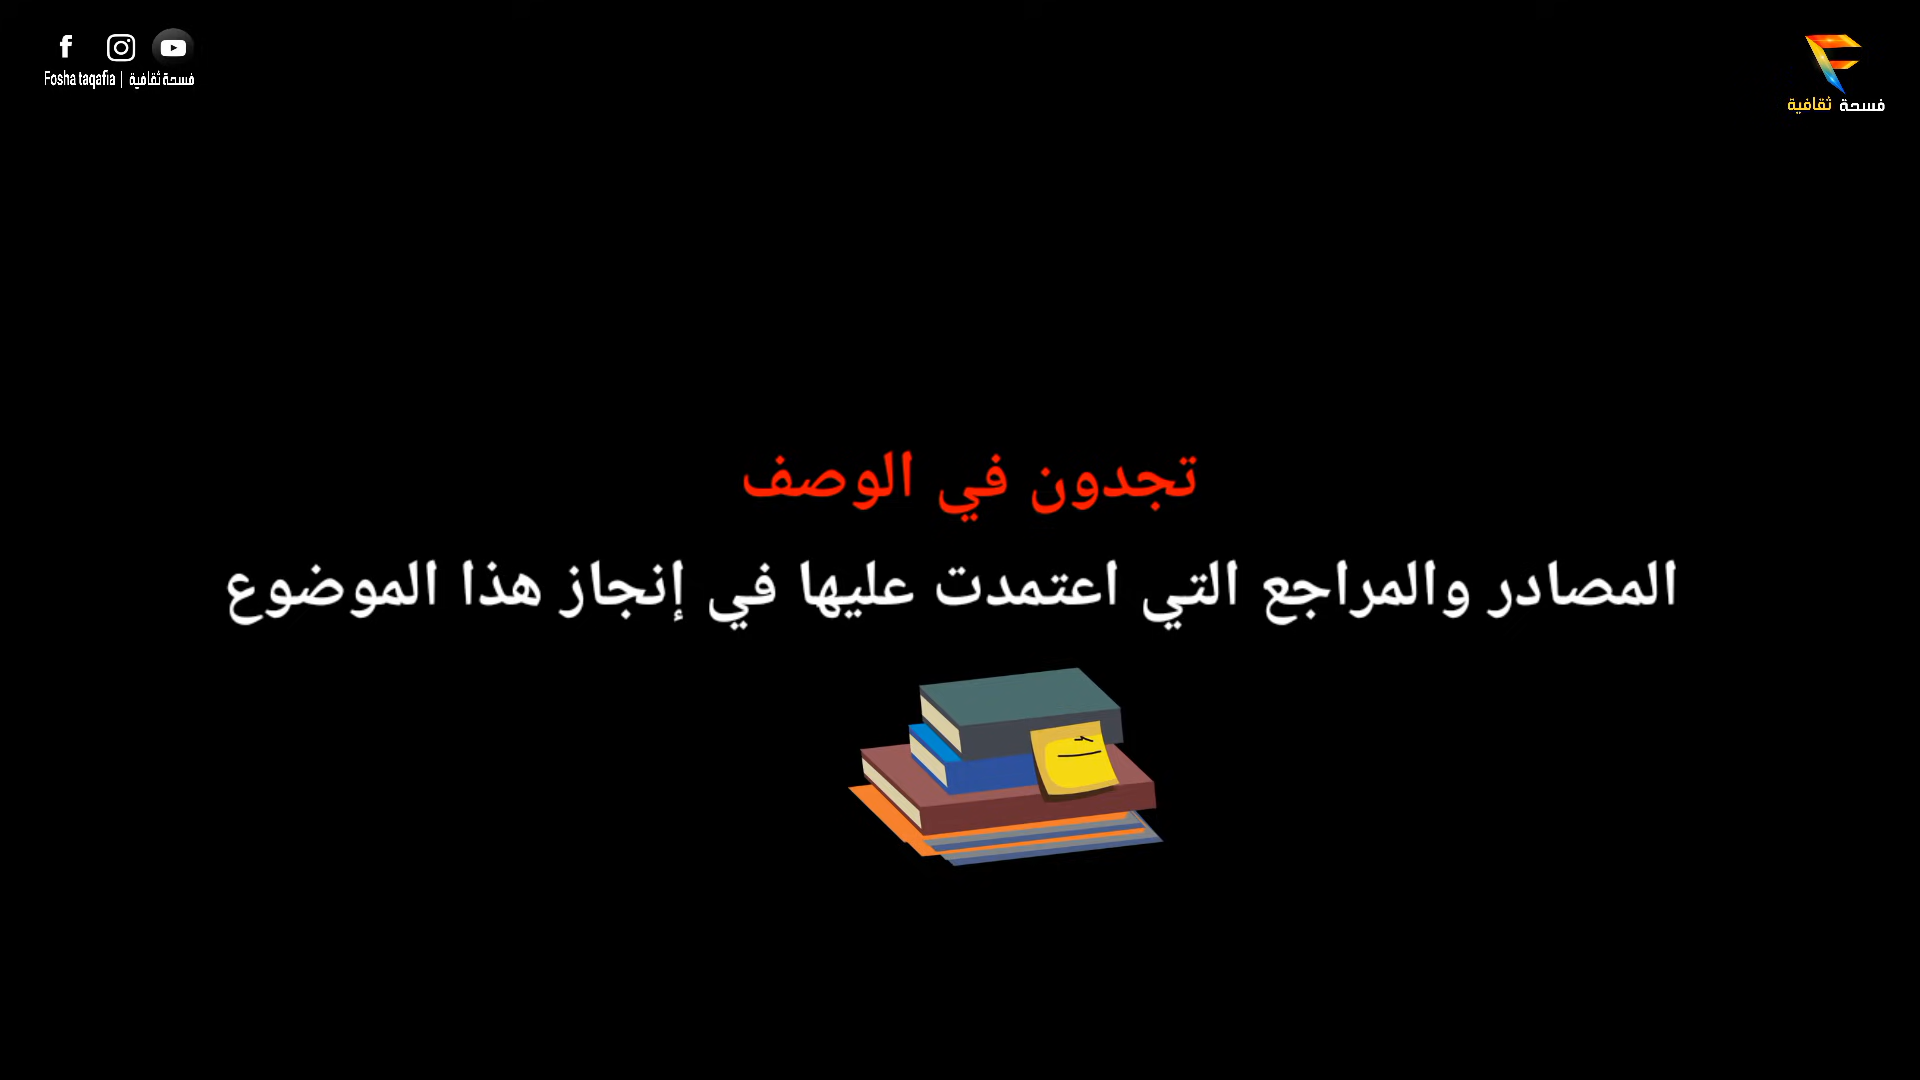 Fosha taqafia | فسحة ثقافية
فسحة ثقافية
تجدون في الوصف
المصادر والمراجع التي اعتمدت عليها في إنجاز هذا الموضوع